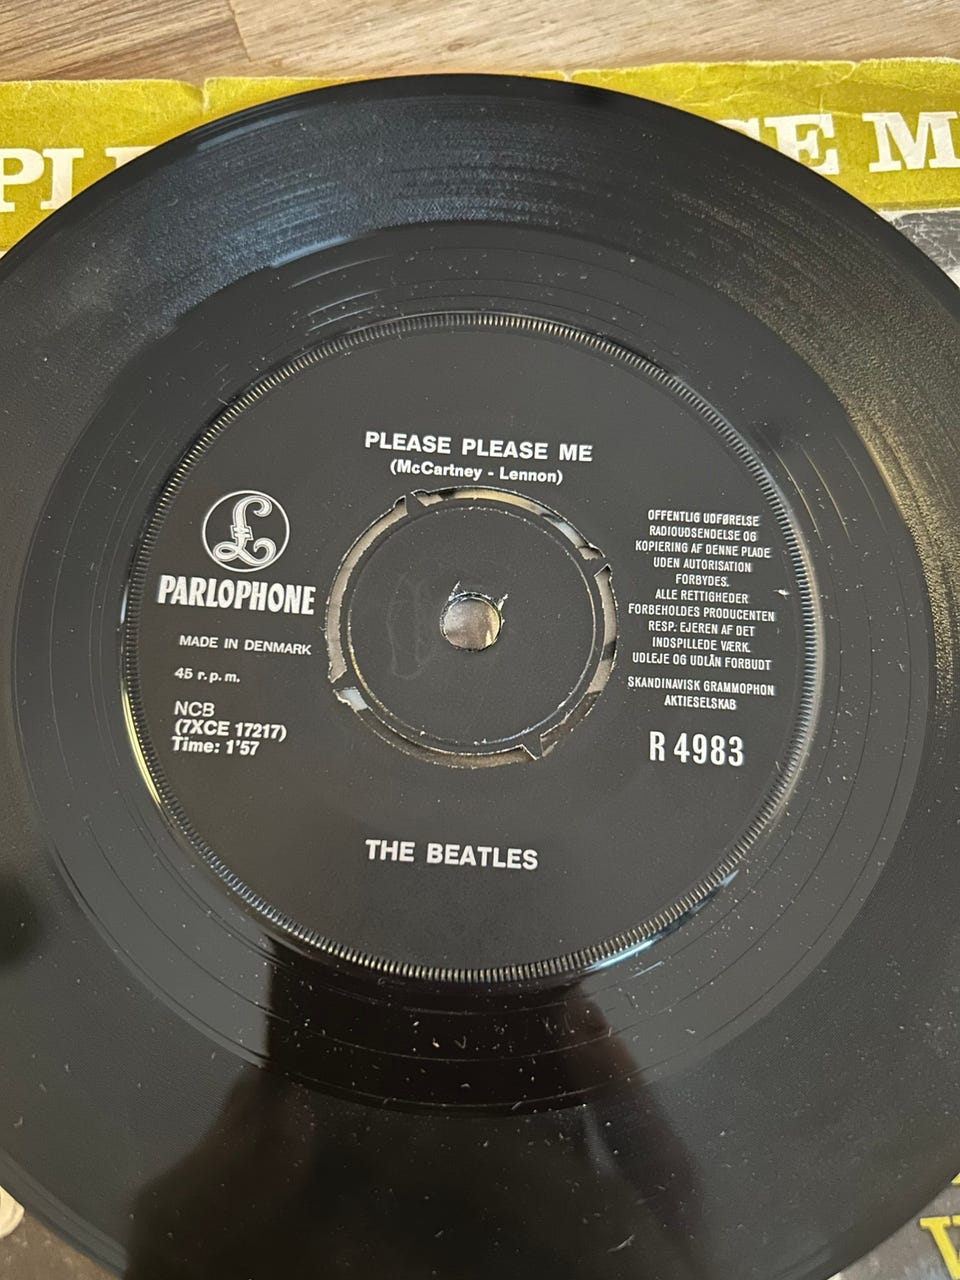 SE M
PLEASE PLEASE ME
(McCartney - Lennon)
£
PARLOPHONE
MADE IN DENMARK
45 r.p.m.
NCB
(7XCE 17217)
Time: 1'57
OFFENTLIG UDFØRELSE
RADIOUDSENDELSE OG
KOPIERING AF DENNE PLADE
UDEN AUTORISATION
FORBYDES.
ALLE RETTIGHEDER
FORBEHOLDES PRODUCENTEN
RESP. EJEREN AF DET
INDSPILLEDE VÆRK.
UDLEJE OG UDLÅN FORBUDT
SKANDINAVISK GRAMMOPHON
AKTIESELSKAB
R 4983
THE BEATLES